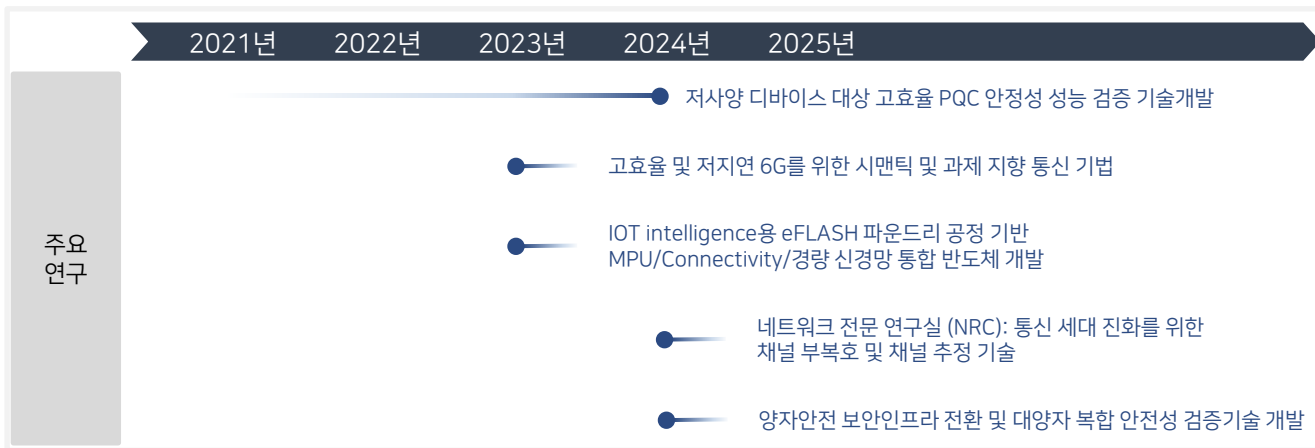 2021년 2022년 2023년 2024년 2025년
주요
연구
저사양 디바이스 대상 고효율 PQC 안정성 성능 검증 기술개발
고효율 및 저지연 6G를 위한 시맨틱 및 과제 지향 통신 기법
IOT intelligence용 eFLASH 파운드리 공정 기반
MPU/Connectivity/경량 신경망 통합 반도체 개발
네트워크 전문 연구실 (NRC): 통신 세대 진화를 위한
채널 부복호 및 채널 추정 기술
양자안전 보안인프라 전환 및 대양자 복합 안전성 검증기술 개발